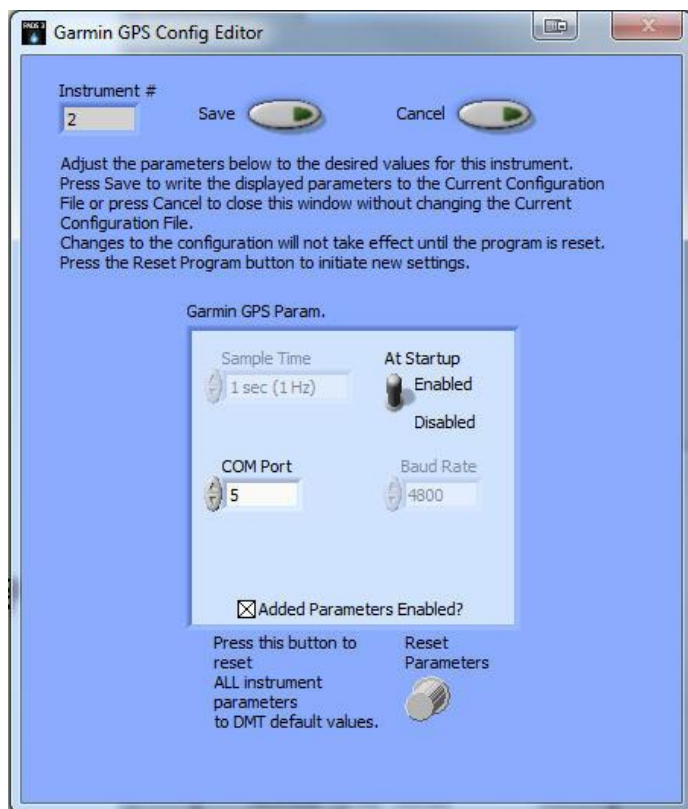 PADS 3
Garmin GPS Config Editor
Instrument #
2
Save
Cancel
Adjust the parameters below to the desired values for this instrument.
Press Save to write the displayed parameters to the Current Configuration
File or press Cancel to close this window without changing the Current
Configuration File.
Changes to the configuration will not take effect until the program is reset.
Press the Reset Program button to initiate new settings.
Garmin GPS Param.
Sample Time
1 sec (1 Hz)
At Startup
Enabled
Disabled
COM Port
5
Baud Rate
4800
Added Parameters Enabled?
Press this button to
reset
ALL instrument
parameters
to DMT default values.
Reset
Parameters